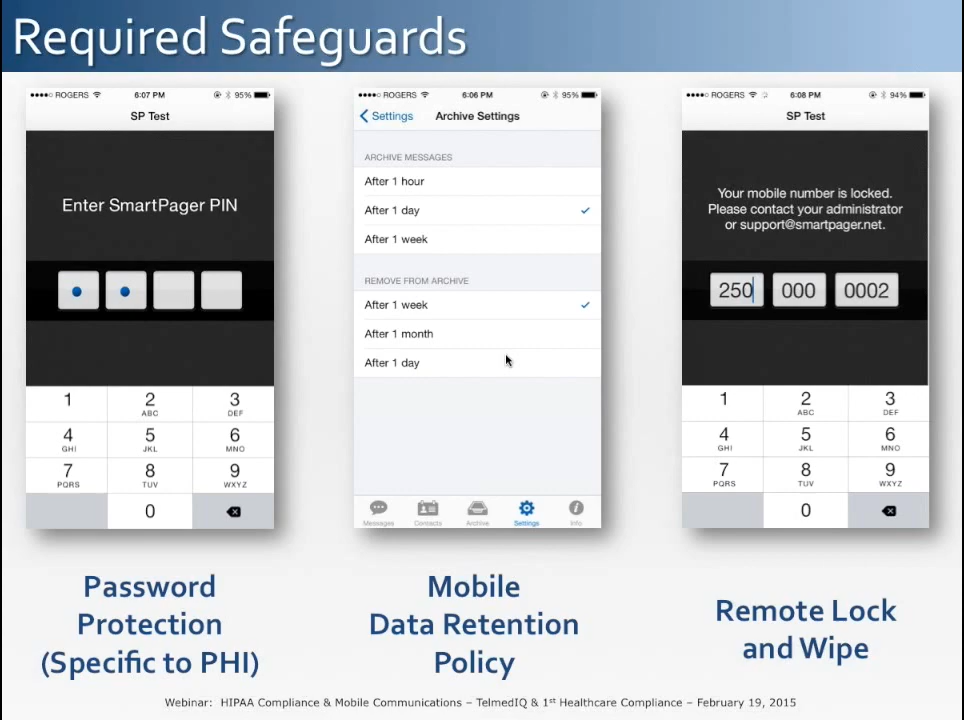 Required Safeguards
ROGERS 6:07 PM 95%
SP Test
Enter SmartPager PIN
1 2 3
ABC DEF
4 5 6
GHI JKL MNO
7 8 9
PQRS TUV WXYZ
0
Password
Protection
(Specific to PHI)
ROGERS 6:06 PM 95%
Settings Archive Settings
ARCHIVE MESSAGES
After 1 hour
After 1 day
After 1 week
REMOVE FROM ARCHIVE
After 1 week
After 1 month
After 1 day
Messages Contacts Archive Settings Info
Mobile
Data Retention
Policy
ROGERS 6:08 PM 94%
SP Test
Your mobile number is locked.
Please contact your administrator
or support@smartpager.net.
250 000 0002
1 2 3
ABC DEF
4 5 6
GHI JKL MNO
7 8 9
PQRS TUV WXYZ
0
Remote Lock
and Wipe
Webinar: HIPAA Compliance & Mobile Communications – TelmedIQ & 1st Healthcare Compliance – February 19, 2015